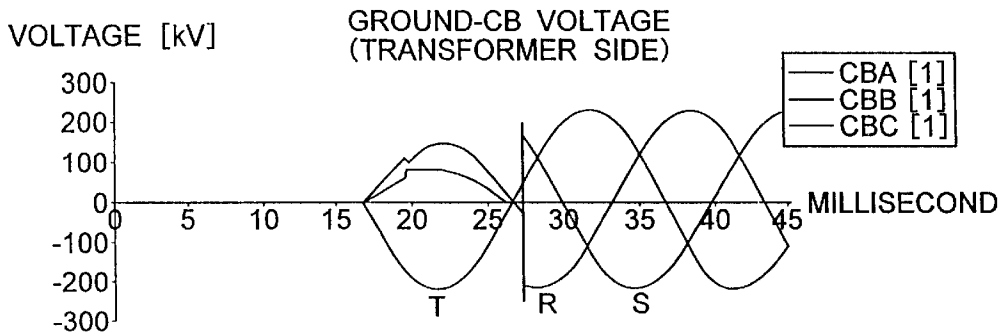 GROUND-CB VOLTAGE
(TRANSFORMER SIDE)
VOLTAGE [kV]
CBA [1]
CBB [1]
CBC [1]
300
200
100
0
-100
-200
-300
0 5 10 15 20 25 30 35 40 45
MILLISECOND
T R S